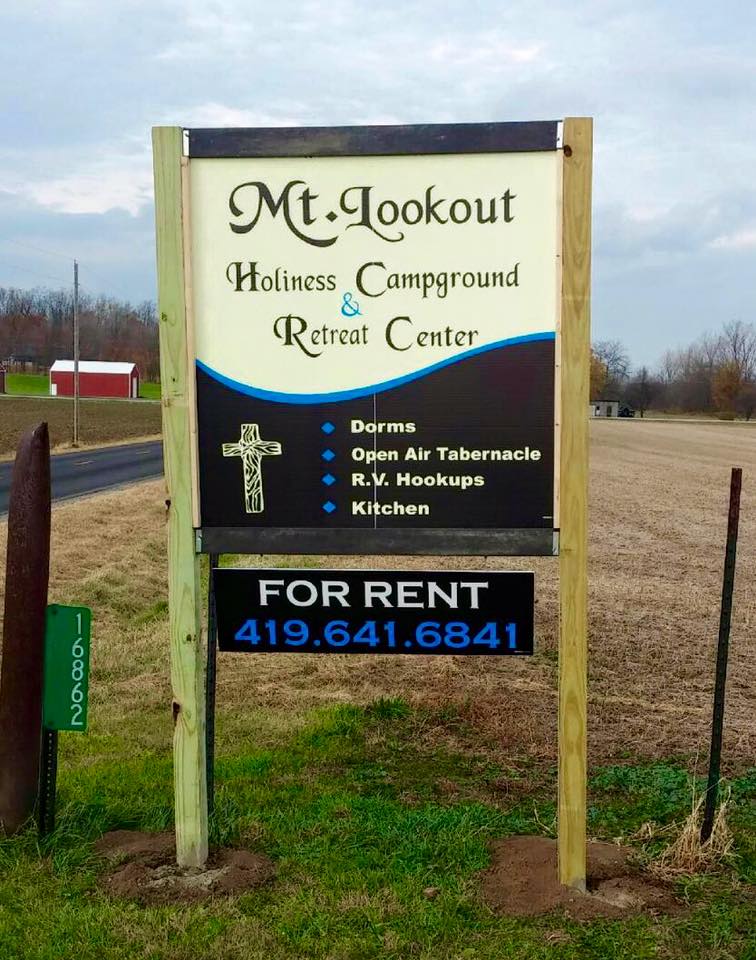 Mt. Lookout
Holiness Campground
&
Retreat Center
Dorms
Open Air Tabernacle
R.V. Hookups
Kitchen
FOR RENT
419.641.6841
16862